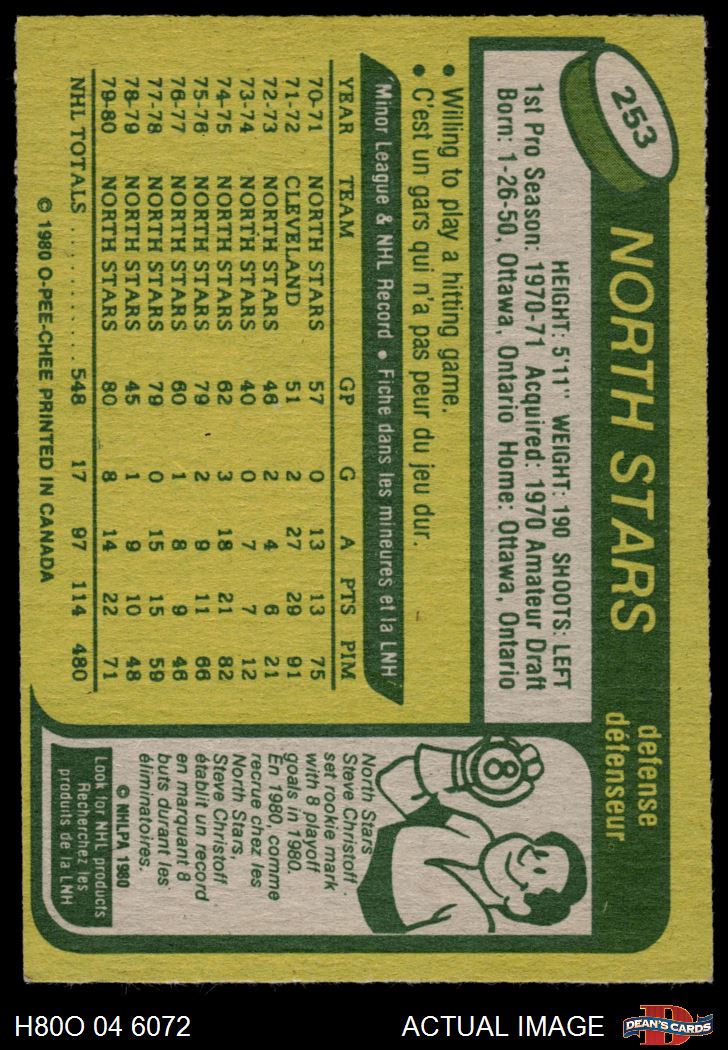 253
NORTH STARS
defense
défenseur
HEIGHT: 5'11" WEIGHT: 190 SHOOTS: LEFT
1st Pro Season: 1970-71 Acquired: 1970 Amateur Draft
Born: 1-26-50, Ottawa, Ontario Home: Ottawa, Ontario
• Willing to play a hitting game.
• C'est un gars qui n'a pas peur du jeu dur.
Minor League & NHL Record • Fiche dans les mineures et la LNH
YEAR TEAM GP G A PTS PIM
70-71 NORTH STARS 57 0 13 13 75
71-72 CLEVELAND 51 2 27 29 91
72-73 NORTH STARS 46 2 4 6 21
73-74 NORTH STARS 40 0 7 7 12
74-75 NORTH STARS 62 3 18 21 82
75-76 NORTH STARS 79 2 9 11 66
76-77 NORTH STARS 60 1 8 9 46
77-78 NORTH STARS 79 0 15 15 59
78-79 NORTH STARS 45 1 9 10 48
79-80 NORTH STARS 80 8 14 22 71
NHL TOTALS .............. 548 17 97 114 480
© 1980 O-PEE-CHEE PRINTED IN CANADA
8
North Stars
Steve Christoff
set rookie mark
with 8 playoff
goals in 1980.
En 1980, comme
recrue chez les
North Stars,
Steve Christoff
établit un record
en marquant 8
buts durant les
éliminatoires.
© NHLPA 1980
Look for NHL products
Recherchez les
produits de la LNH
H80O 04 6072
ACTUAL IMAGE
D
DEAN'S CARDS